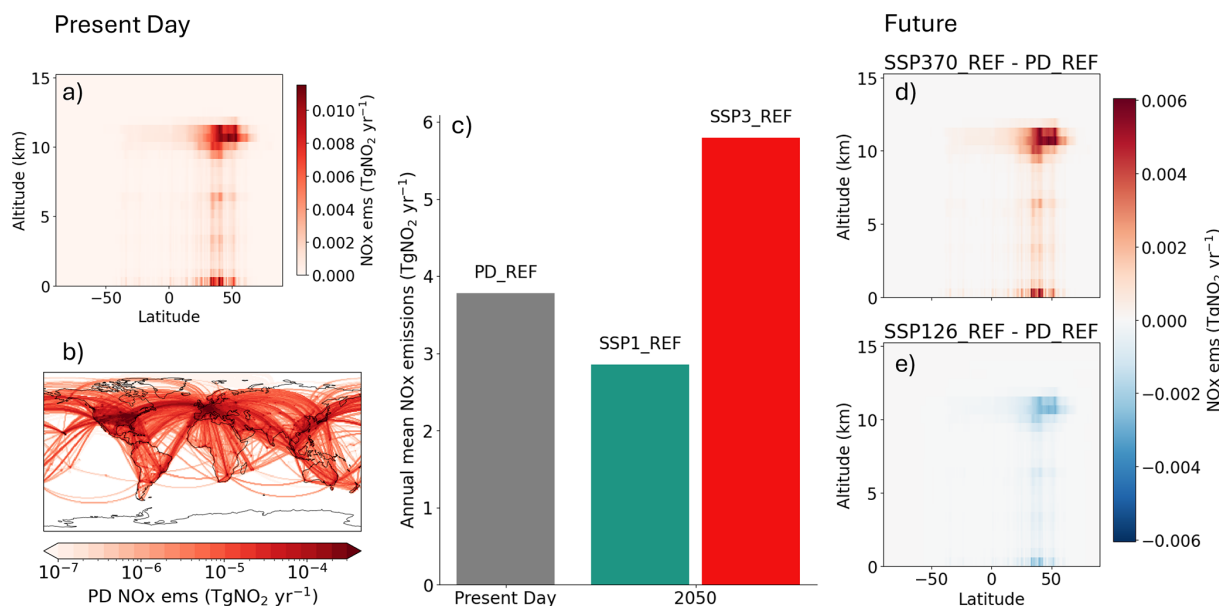 Present Day
Future
a)
15
10
5
0
Altitude (km)
−50
0
50
Latitude
0.010
0.008
0.006
0.004
0.002
0.000
NOx ems (TgNO₂ yr⁻¹)
b)
10⁻⁷
10⁻⁶
10⁻⁵
10⁻⁴
PD NOx ems (TgNO₂ yr⁻¹)
c)
6
5
4
3
2
1
0
Annual mean NOx emissions (TgNO₂ yr⁻¹)
PD_REF
SSP1_REF
SSP3_REF
Present Day
2050
SSP370_REF - PD_REF
d)
15
10
5
0
Altitude (km)
SSP126_REF - PD_REF
e)
15
10
5
0
Altitude (km)
−50
0
50
Latitude
0.006
0.004
0.002
0.000
−0.002
−0.004
−0.006
NOx ems (TgNO₂ yr⁻¹)